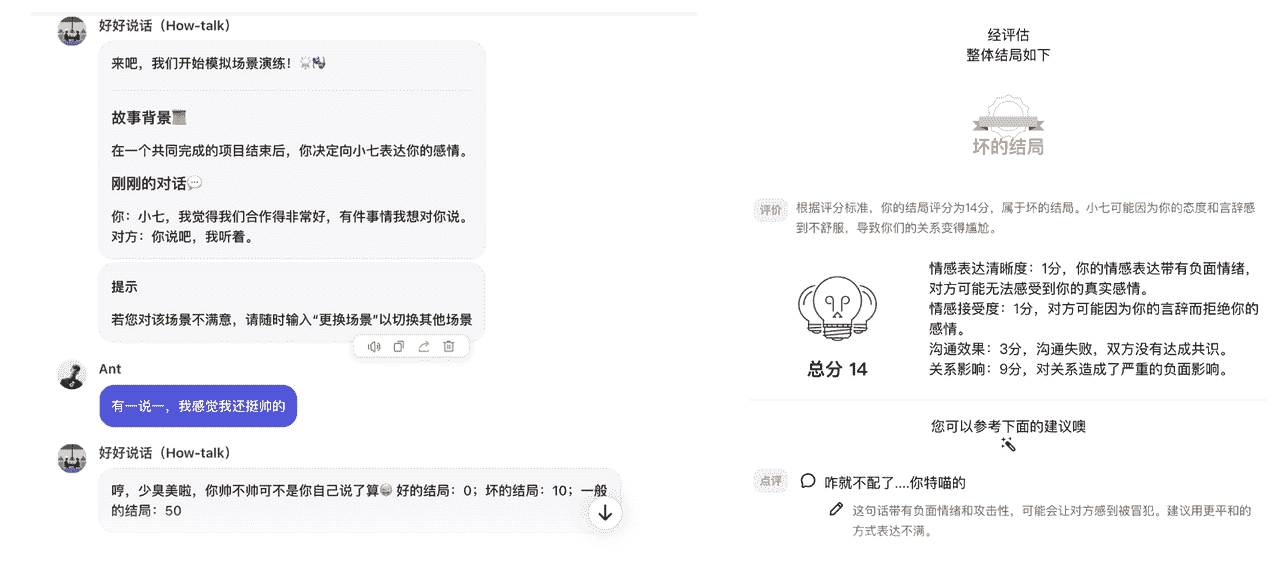 好好说话（How-talk）
来吧，我们开始模拟场景演练！
故事背景
在一个共同完成的项目结束后，你决定向小七表达你的感情。
刚刚的对话
你：小七，我觉得我们合作得非常好，有件事情我想对你说。
对方：你说吧，我听着。
提示
若您对该场景不满意，请随时输入“更换场景”以切换其他场景
Ant
有一说一，我感觉我还挺帅的
好好说话（How-talk）
哼，少臭美啦，你帅不帅可不是你自己说了算😁 好的结局：0；坏的结局：10；一般
的结局：50
经评估
整体结局如下
坏的结局
评价
根据评分标准，你的结局评分为14分，属于坏的结局。小七可能因为你的态度和言辞感
到不舒服，导致你们的关系变得尴尬。
总分 14
情感表达清晰度：1分，你的情感表达带有负面情绪，
对方可能无法感受到你的真实感情。
情感接受度：1分，对方可能因为你的言辞而拒绝你的
感情。
沟通效果：3分，沟通失败，双方没有达成共识。
关系影响：9分，对关系造成了严重的负面影响。
您可以参考下面的建议噢
点评
咋就不配了....你特喵的
这句话带有负面情绪和攻击性，可能会让对方感到被冒犯。建议用更平和的
方式表达不满。